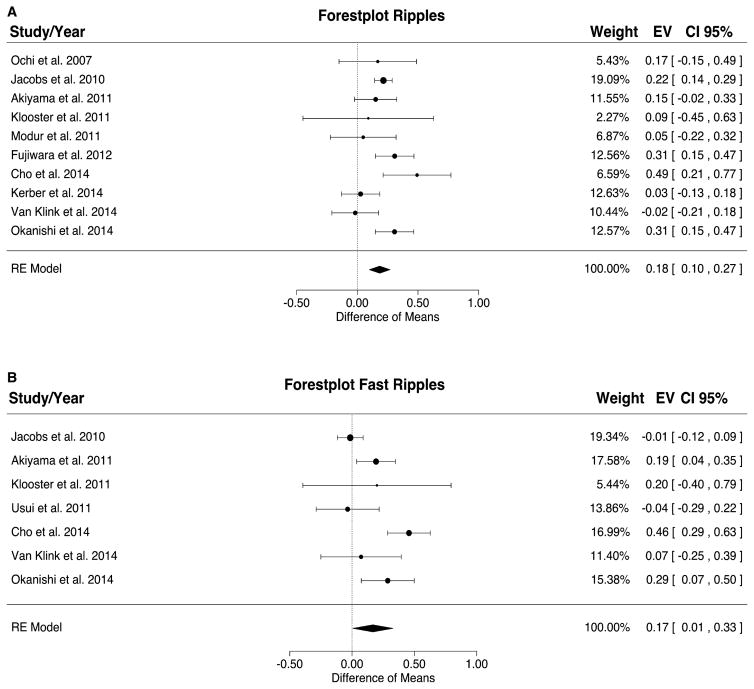 A
Forestplot Ripples
Study/Year Weight EV CI 95%
Ochi et al. 2007 5.43% 0.17 [ -0.15 , 0.49 ]
Jacobs et al. 2010 19.09% 0.22 [ 0.14 , 0.29 ]
Akiyama et al. 2011 11.55% 0.15 [ -0.02 , 0.33 ]
Klooster et al. 2011 2.27% 0.09 [ -0.45 , 0.63 ]
Modur et al. 2011 6.87% 0.05 [ -0.22 , 0.32 ]
Fujiwara et al. 2012 12.56% 0.31 [ 0.15 , 0.47 ]
Cho et al. 2014 6.59% 0.49 [ 0.21 , 0.77 ]
Kerber et al. 2014 12.63% 0.03 [ -0.13 , 0.18 ]
Van Klink et al. 2014 10.44% -0.02 [ -0.21 , 0.18 ]
Okanishi et al. 2014 12.57% 0.31 [ 0.15 , 0.47 ]
RE Model 100.00% 0.18 [ 0.10 , 0.27 ]
-0.50 0.00 0.50 1.00
Difference of Means
B
Forestplot Fast Ripples
Study/Year Weight EV CI 95%
Jacobs et al. 2010 19.34% -0.01 [ -0.12 , 0.09 ]
Akiyama et al. 2011 17.58% 0.19 [ 0.04 , 0.35 ]
Klooster et al. 2011 5.44% 0.20 [ -0.40 , 0.79 ]
Usui et al. 2011 13.86% -0.04 [ -0.29 , 0.22 ]
Cho et al. 2014 16.99% 0.46 [ 0.29 , 0.63 ]
Van Klink et al. 2014 11.40% 0.07 [ -0.25 , 0.39 ]
Okanishi et al. 2014 15.38% 0.29 [ 0.07 , 0.50 ]
RE Model 100.00% 0.17 [ 0.01 , 0.33 ]
-0.50 0.00 0.50 1.00
Difference of Means